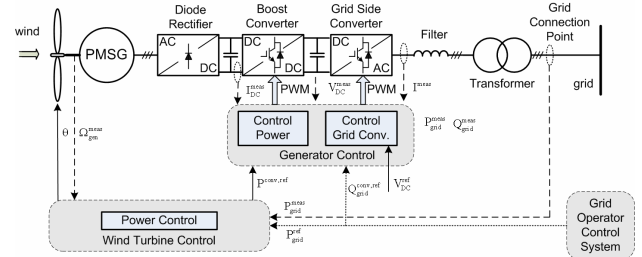 wind
PMSG
Diode
Rectifier
AC
DC
Boost
Converter
DC
DC
Grid Side
Converter
DC
AC
Filter
Transformer
Grid
Connection
Point
grid
I_DC^meas
PWM
V_DC^meas
PWM
I^meas
θ
Ω_gen^meas
Control
Power
Control
Grid Conv.
Generator Control
P_grid^meas
Q_grid^meas
P^conv,ref
Q_grid^conv,ref
V_DC^ref
Power Control
Wind Turbine Control
P_grid^meas
P_grid^ref
Grid
Operator
Control
System